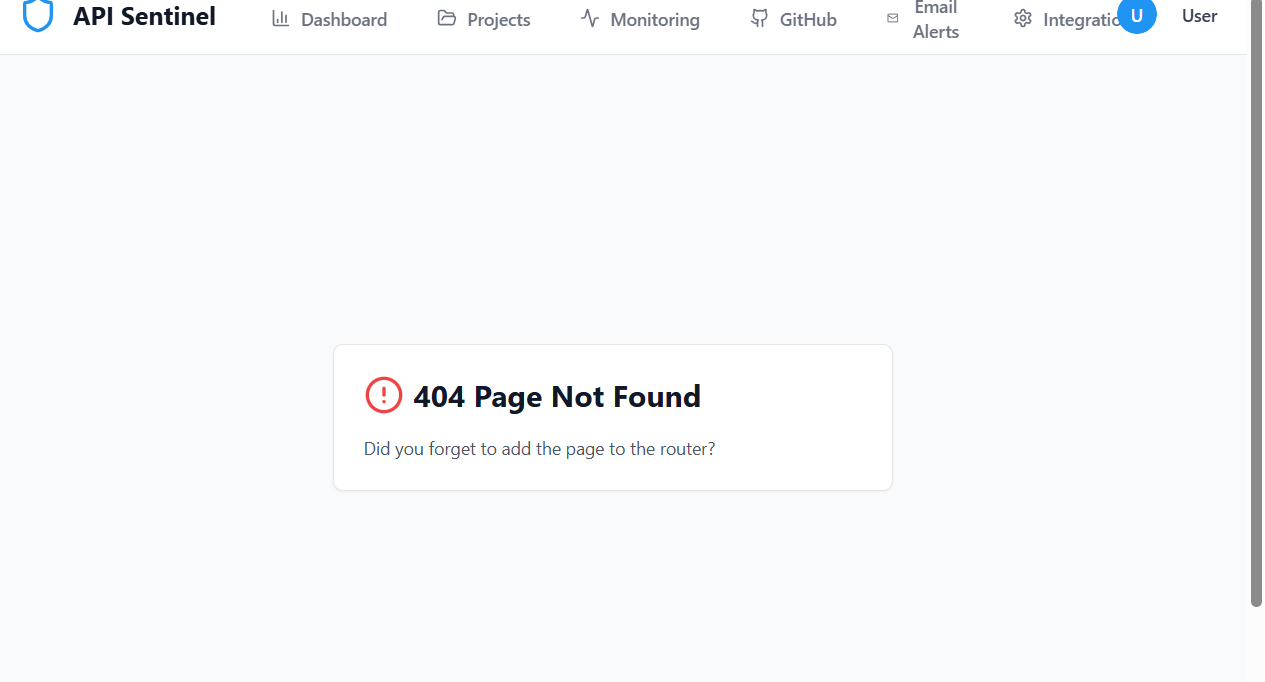 API Sentinel
Dashboard
Projects
Monitoring
GitHub
Email
Alerts
Integratio
U
User
404 Page Not Found
Did you forget to add the page to the router?